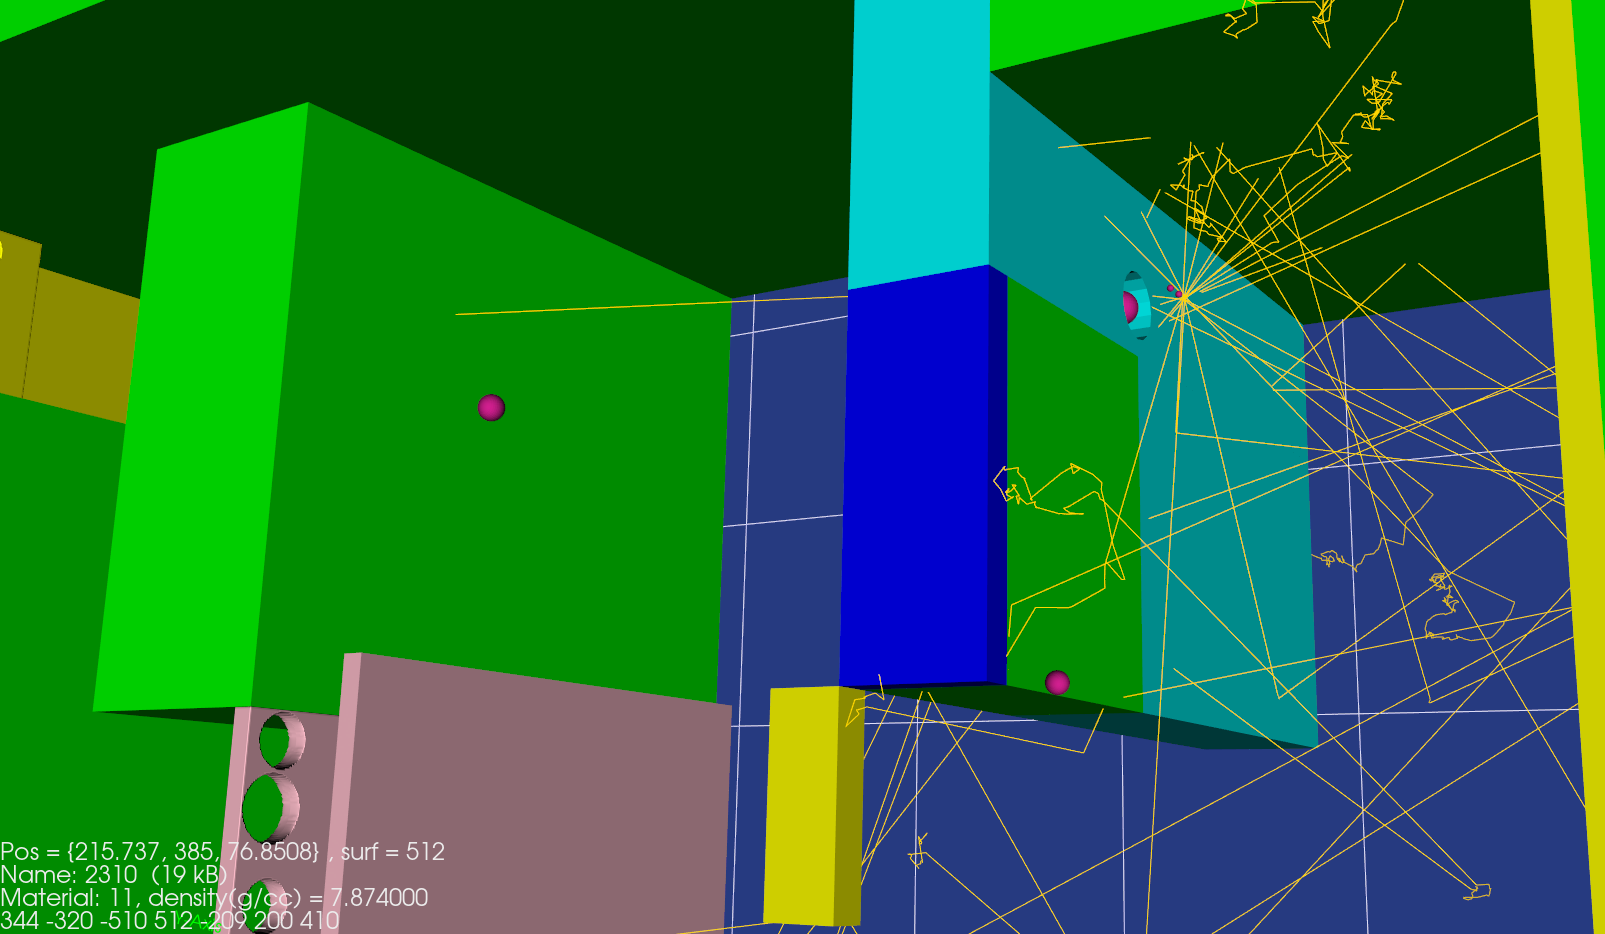 Pos = {215.737, 385, 76.8508} , surf = 512
Name: 2310 (19 kB)
Material: 11, density(g/cc) = 7.874000
344 -320 -510 512 -209 200 410